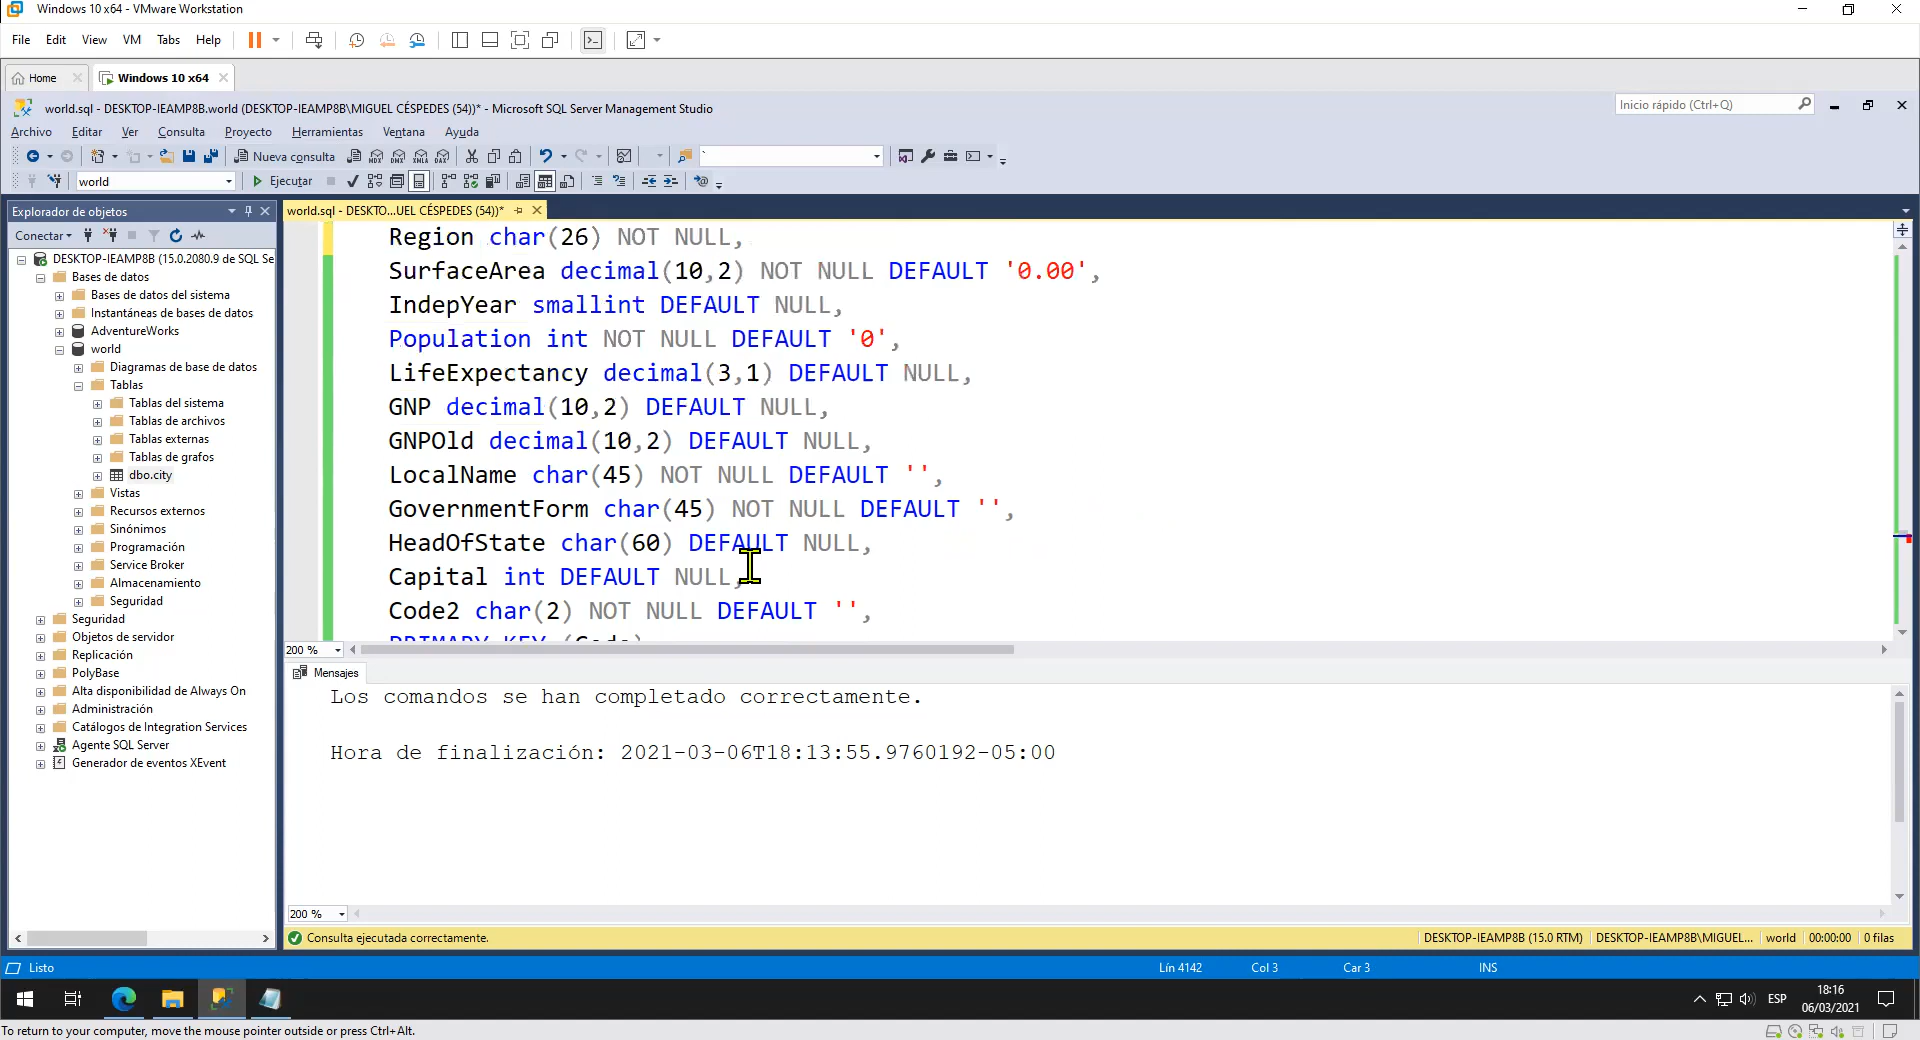 Windows 10 x64 - VMware Workstation
File Edit View VM Tabs Help
Home Windows 10 x64
world.sql - DESKTOP-IEAMP8B.world (DESKTOP-IEAMP8B\MIGUEL CÉSPEDES (54))* - Microsoft SQL Server Management Studio
Inicio rápido (Ctrl+Q)
Archivo Editar Ver Consulta Proyecto Herramientas Ventana Ayuda
Nueva consulta
world Ejecutar
Explorador de objetos
world.sql - DESKTO...UEL CÉSPEDES (54))*
Conectar
DESKTOP-IEAMP8B (15.0.2080.9 de SQL Se
Bases de datos
Bases de datos del sistema
Instantáneas de bases de datos
AdventureWorks
world
Diagramas de base de datos
Tablas
Tablas del sistema
Tablas de archivos
Tablas externas
Tablas de grafos
dbo.city
Vistas
Recursos externos
Sinónimos
Programación
Service Broker
Almacenamiento
Seguridad
Seguridad
Objetos de servidor
Replicación
PolyBase
Alta disponibilidad de Always On
Administración
Catálogos de Integration Services
Agente SQL Server
Generador de eventos XEvent
Region char(26) NOT NULL,
SurfaceArea decimal(10,2) NOT NULL DEFAULT '0.00',
IndepYear smallint DEFAULT NULL,
Population int NOT NULL DEFAULT '0',
LifeExpectancy decimal(3,1) DEFAULT NULL,
GNP decimal(10,2) DEFAULT NULL,
GNPOld decimal(10,2) DEFAULT NULL,
LocalName char(45) NOT NULL DEFAULT '',
GovernmentForm char(45) NOT NULL DEFAULT '',
HeadOfState char(60) DEFAULT NULL,
Capital int DEFAULT NULL,
Code2 char(2) NOT NULL DEFAULT '',
PRIMARY KEY (Code)
200 %
Mensajes
Los comandos se han completado correctamente.
Hora de finalización: 2021-03-06T18:13:55.9760192-05:00
200 %
Consulta ejecutada correctamente.
DESKTOP-IEAMP8B (15.0 RTM) DESKTOP-IEAMP8B\MIGUEL... world 00:00:00 0 filas
Listo
Lín 4142 Col 3 Car 3 INS
ESP
18:16
06/03/2021
To return to your computer, move the mouse pointer outside or press Ctrl+Alt.